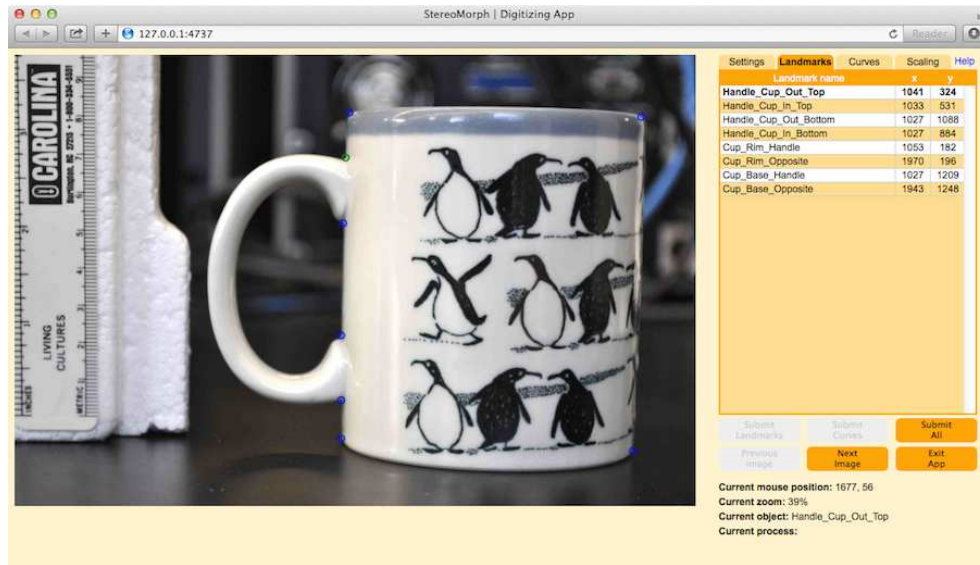 StereoMorph | Digitizing App
127.0.0.1:4737
Reader
Settings Landmarks Curves Scaling Help
Landmark name x y
Handle_Cup_Out_Top 1041 324
Handle_Cup_In_Top 1033 531
Handle_Cup_Out_Bottom 1027 1088
Handle_Cup_In_Bottom 1027 884
Cup_Rim_Handle 1053 182
Cup_Rim_Opposite 1970 196
Cup_Base_Handle 1027 1209
Cup_Base_Opposite 1943 1248
Submit Landmarks
Submit Curves
Submit All
Previous Image
Next Image
Exit App
Current mouse position: 1677, 56
Current zoom: 39%
Current object: Handle_Cup_Out_Top
Current process:
CAROLINA
LIVING
CULTURES
INCHES
METRIC